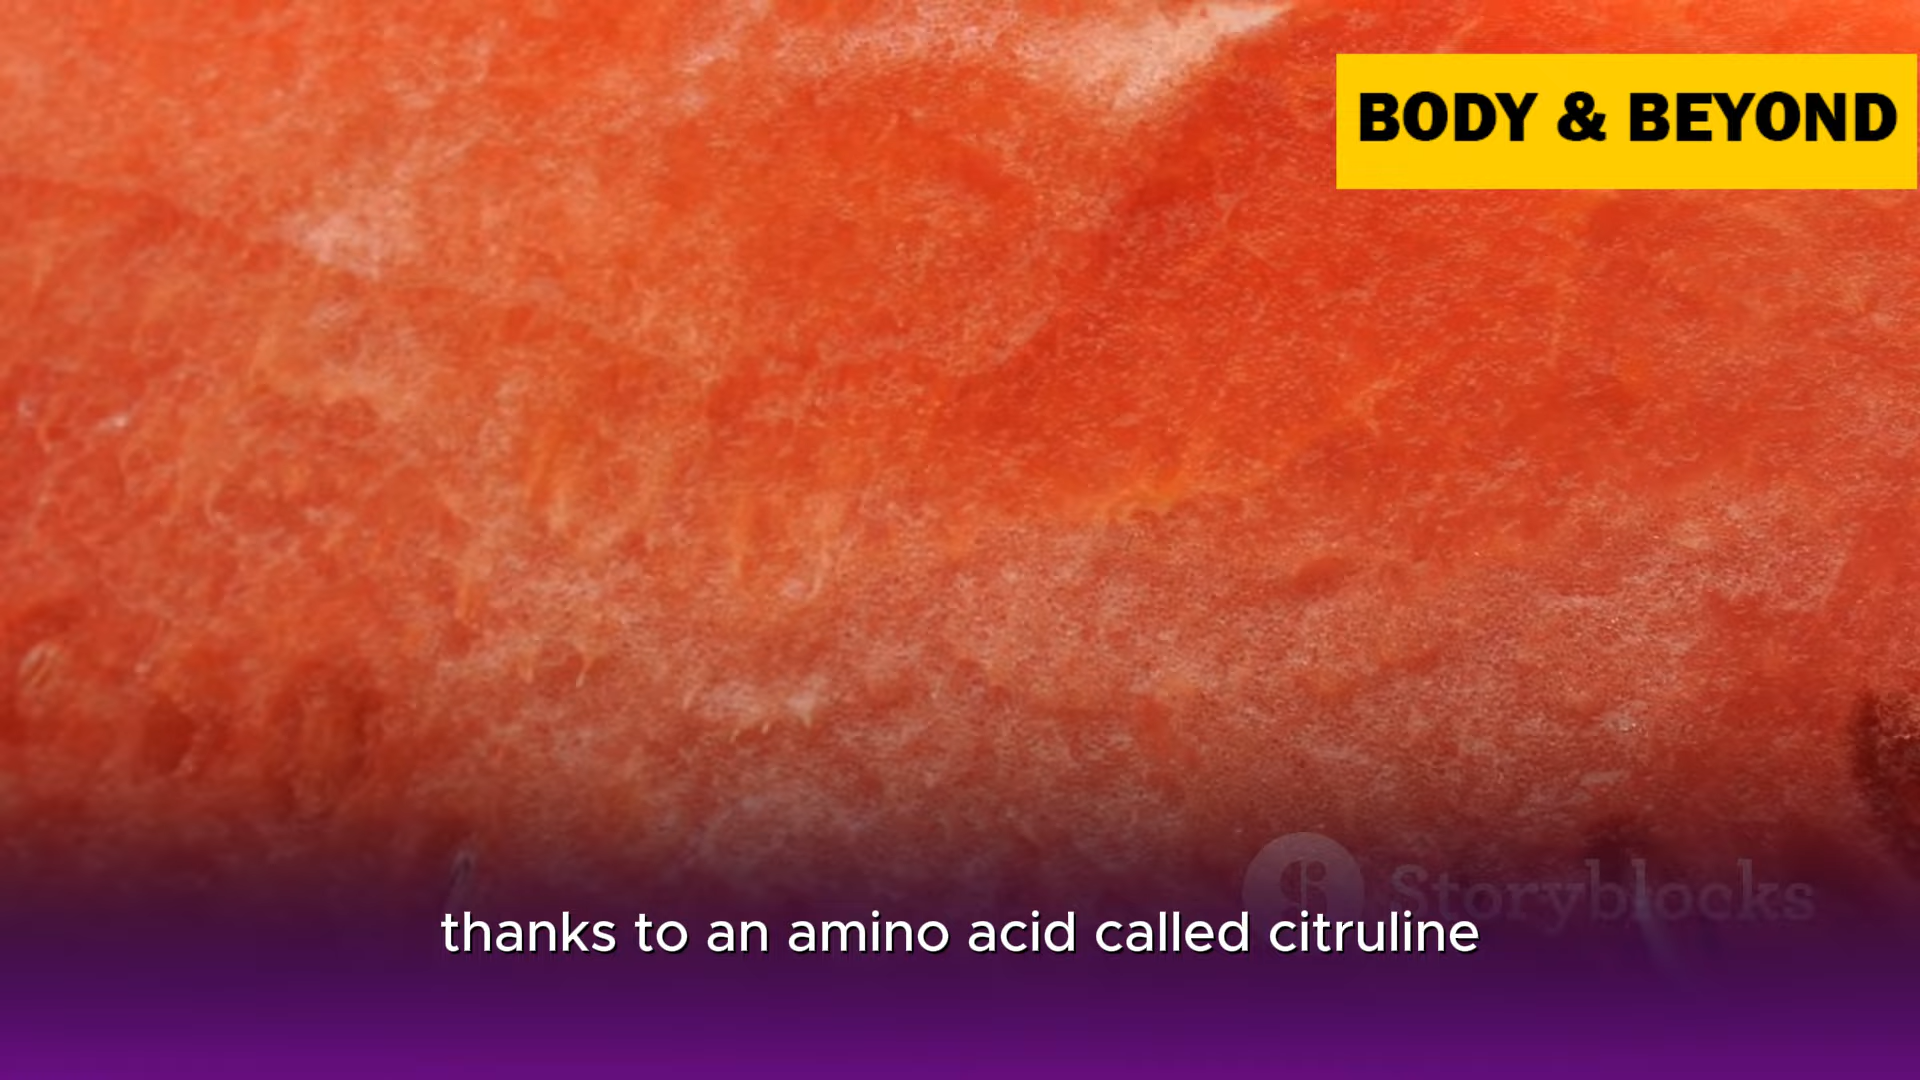 BODY & BEYOND
Storyblocks
thanks to an amino acid called citruline